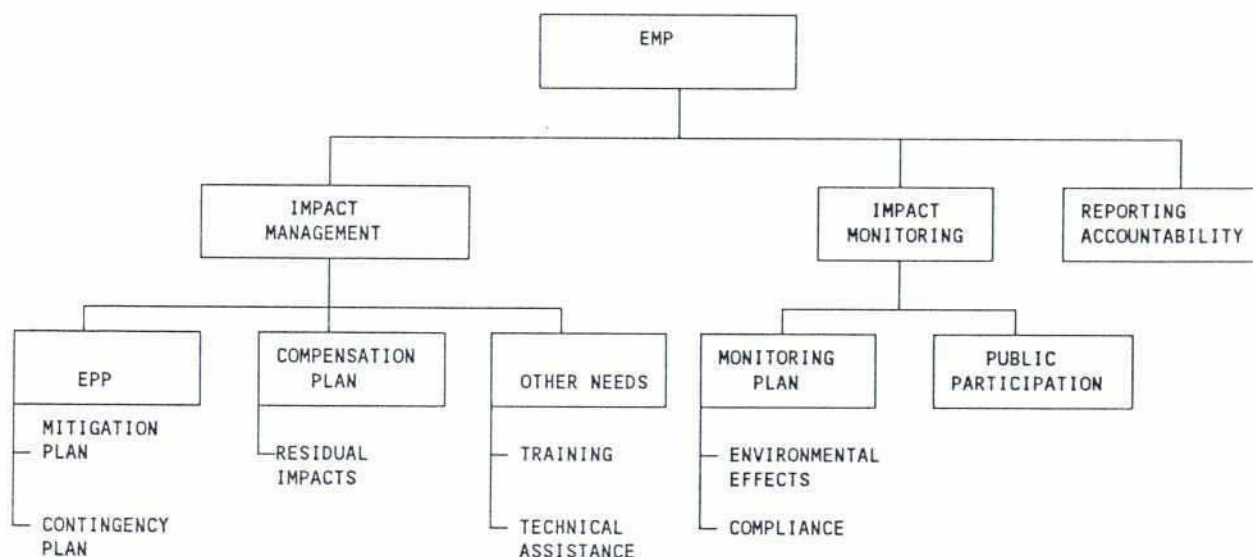 EMP
IMPACT
MANAGEMENT
IMPACT
MONITORING
REPORTING
ACCOUNTABILITY
EPP
COMPENSATION
PLAN
OTHER NEEDS
MONITORING
PLAN
PUBLIC
PARTICIPATION
MITIGATION
PLAN
CONTINGENCY
PLAN
RESIDUAL
IMPACTS
TRAINING
TECHNICAL
ASSISTANCE
ENVIRONMENTAL
EFFECTS
COMPLIANCE